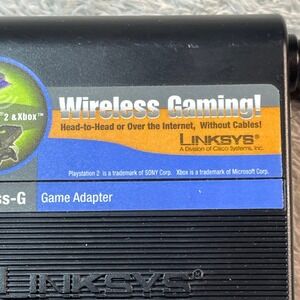 2 & Xbox™
Wireless Gaming!
Head-to-Head or Over the Internet, Without Cables!
LINKSYS®
A Division of Cisco Systems, Inc.
Playstation 2 is a trademark of SONY Corp. Xbox is a trademark of Microsoft Corp.
ss-G Game Adapter
LINKSYS®